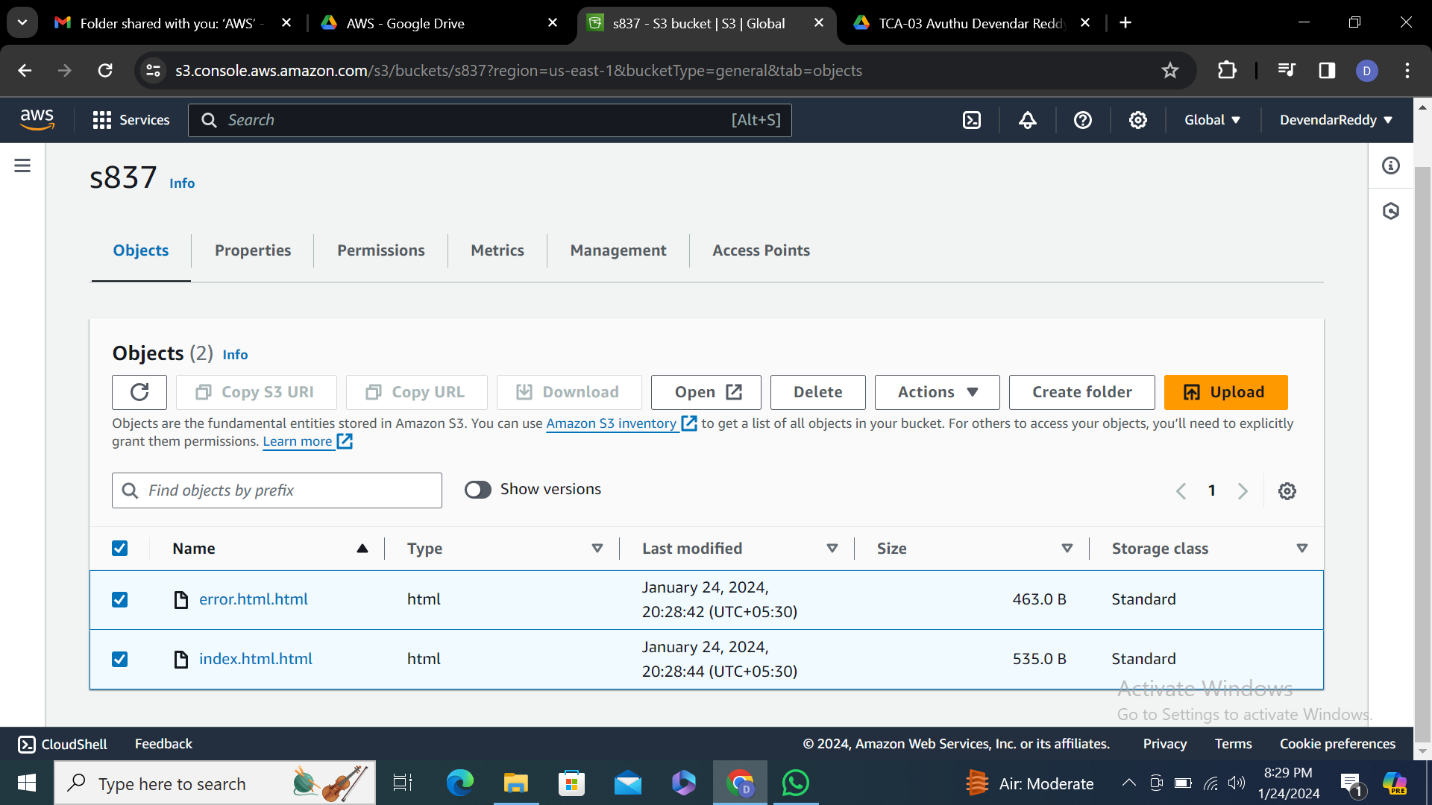 Folder shared with you: 'AWS' -
AWS - Google Drive
s837 - S3 bucket | S3 | Global
TCA-03 Avuthu Devendar Reddy
s3.console.aws.amazon.com/s3/buckets/s837?region=us-east-1&bucketType=general&tab=objects
D
aws
Services
Search
[Alt+S]
Global
DevendarReddy
s837 Info
Objects
Properties
Permissions
Metrics
Management
Access Points
Objects (2) Info
Copy S3 URI
Copy URL
Download
Open
Delete
Actions
Create folder
Upload
Objects are the fundamental entities stored in Amazon S3. You can use Amazon S3 inventory to get a list of all objects in your bucket. For others to access your objects, you'll need to explicitly
grant them permissions. Learn more
Find objects by prefix
Show versions
1
Name
Type
Last modified
Size
Storage class
error.html.html
html
January 24, 2024,
20:28:42 (UTC+05:30)
463.0 B
Standard
index.html.html
html
January 24, 2024,
20:28:44 (UTC+05:30)
535.0 B
Standard
Activate Windows
Go to Settings to activate Windows.
CloudShell
Feedback
© 2024, Amazon Web Services, Inc. or its affiliates.
Privacy
Terms
Cookie preferences
Type here to search
D
Air: Moderate
8:29 PM
1/24/2024
1
PRE